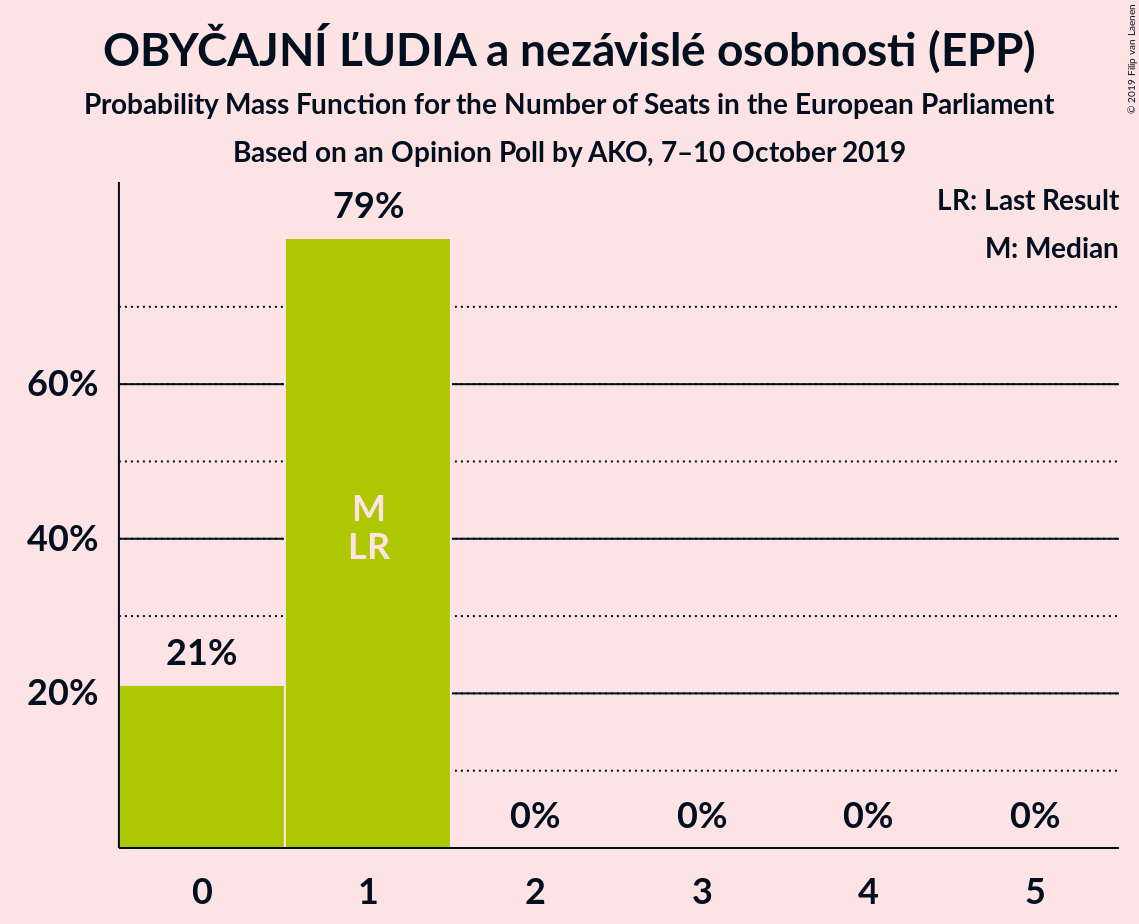 OBYČAJNÍ ĽUDIA a nezávislé osobnosti (EPP)
Probability Mass Function for the Number of Seats in the European Parliament
Based on an Opinion Poll by AKO, 7–10 October 2019
© 2019 Filip van Laenen
LR: Last Result
M: Median
79%
60%
M
40%
LR
21%
20%
0% 0% 0% 0%
0 1 2 3 4 5